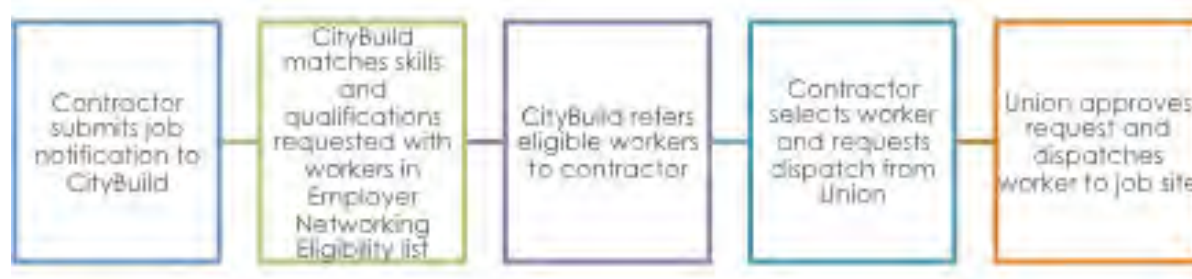 Contractor
submits job
notification to
CityBuild
CityBuild
matches skills
and
qualifications
requested with
workers in
Employer
Networking
Eligibility list
CityBuild refers
eligible workers
to contractor
Contractor
selects worker
and requests
dispatch from
Union
Union approves
request and
dispatches
worker to job site